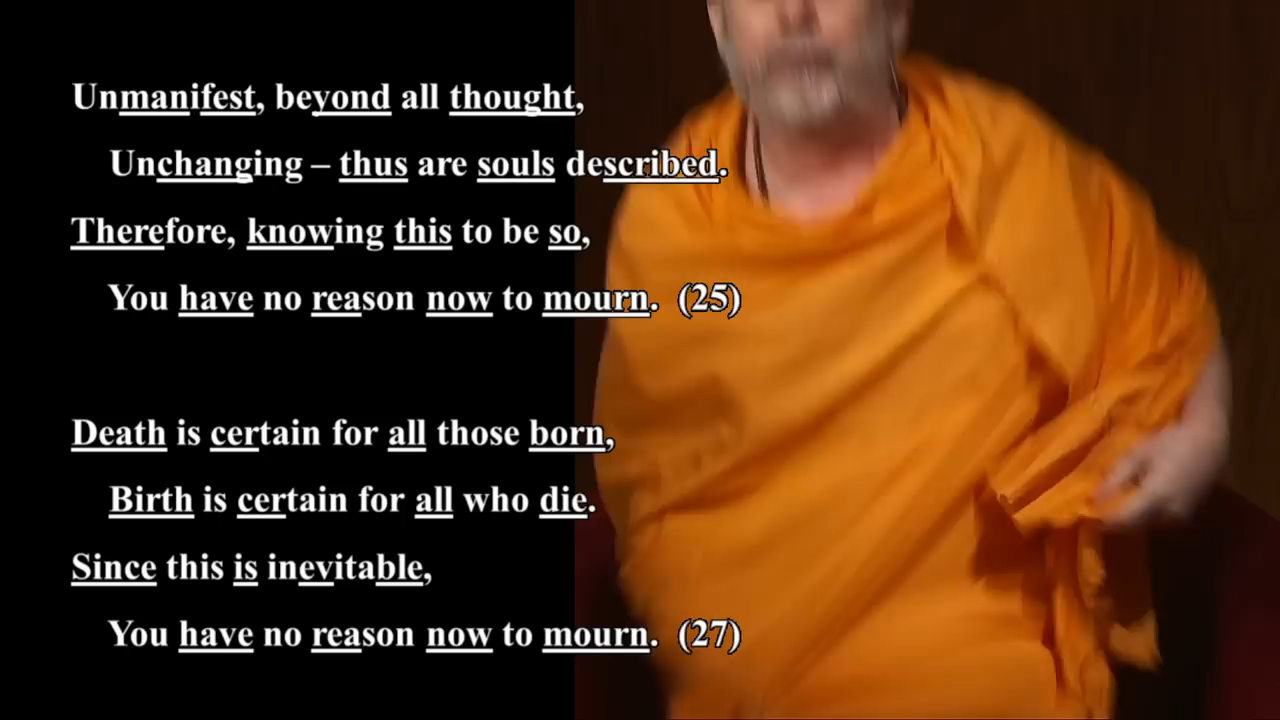 Unmanifest, beyond all thought,
Unchanging – thus are souls described.
Therefore, knowing this to be so,
You have no reason now to mourn. (25)
Death is certain for all those born,
Birth is certain for all who die.
Since this is inevitable,
You have no reason now to mourn. (27)